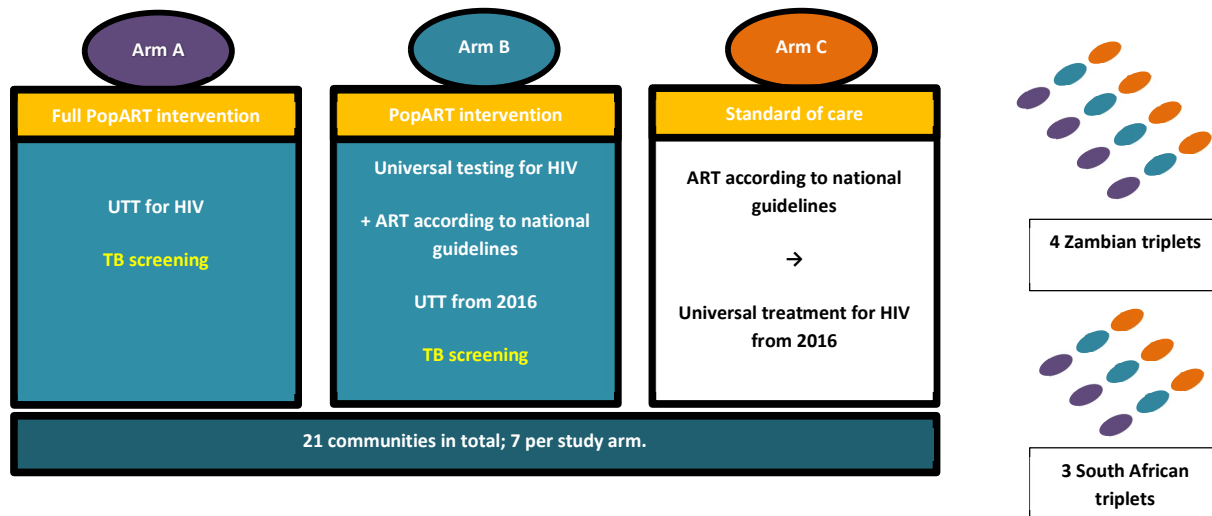 Arm A
Arm B
Arm C
Full PopART intervention
PopART intervention
Standard of care
UTT for HIV
TB screening
Universal testing for HIV
+ ART according to national
guidelines
UTT from 2016
TB screening
ART according to national
guidelines
→
Universal treatment for HIV
from 2016
21 communities in total; 7 per study arm.
4 Zambian triplets
3 South African
triplets